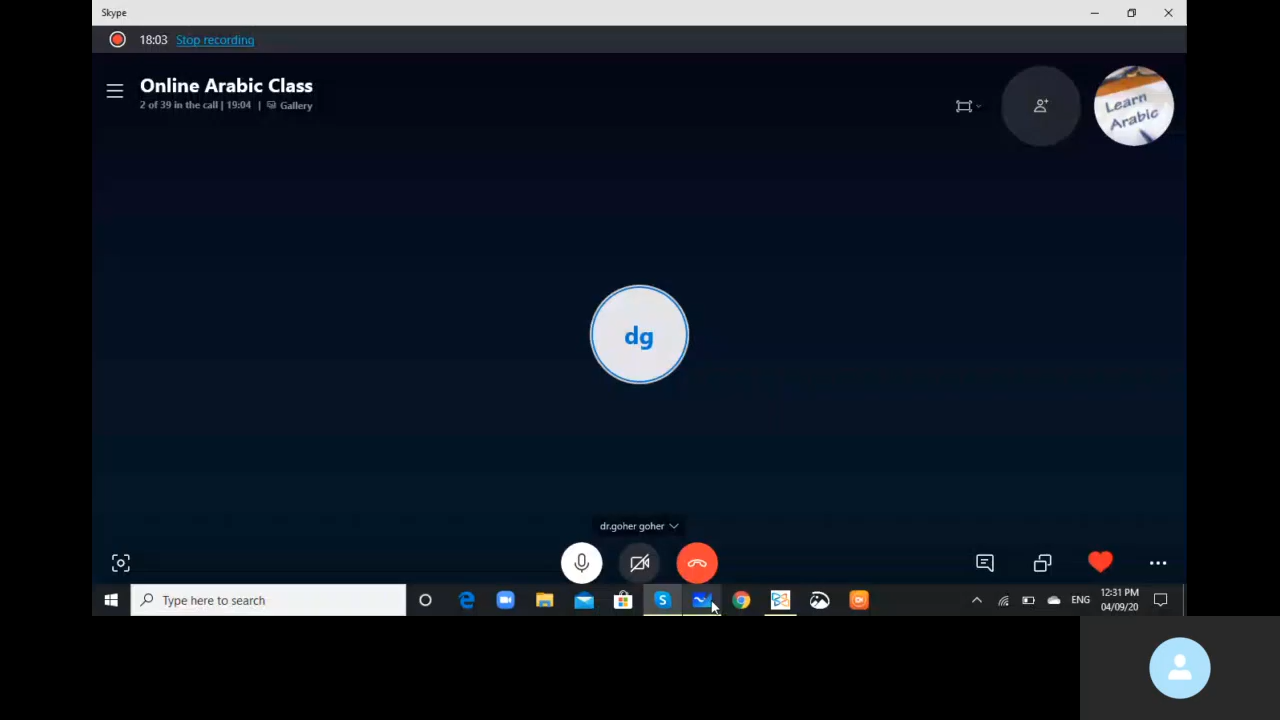 Skype
18:03 Stop recording
Online Arabic Class
2 of 39 in the call | 19:04 | Gallery
Learn
Arabic
dg
dr.goher goher
Type here to search
S
ENG
12:31 PM
04/09/20